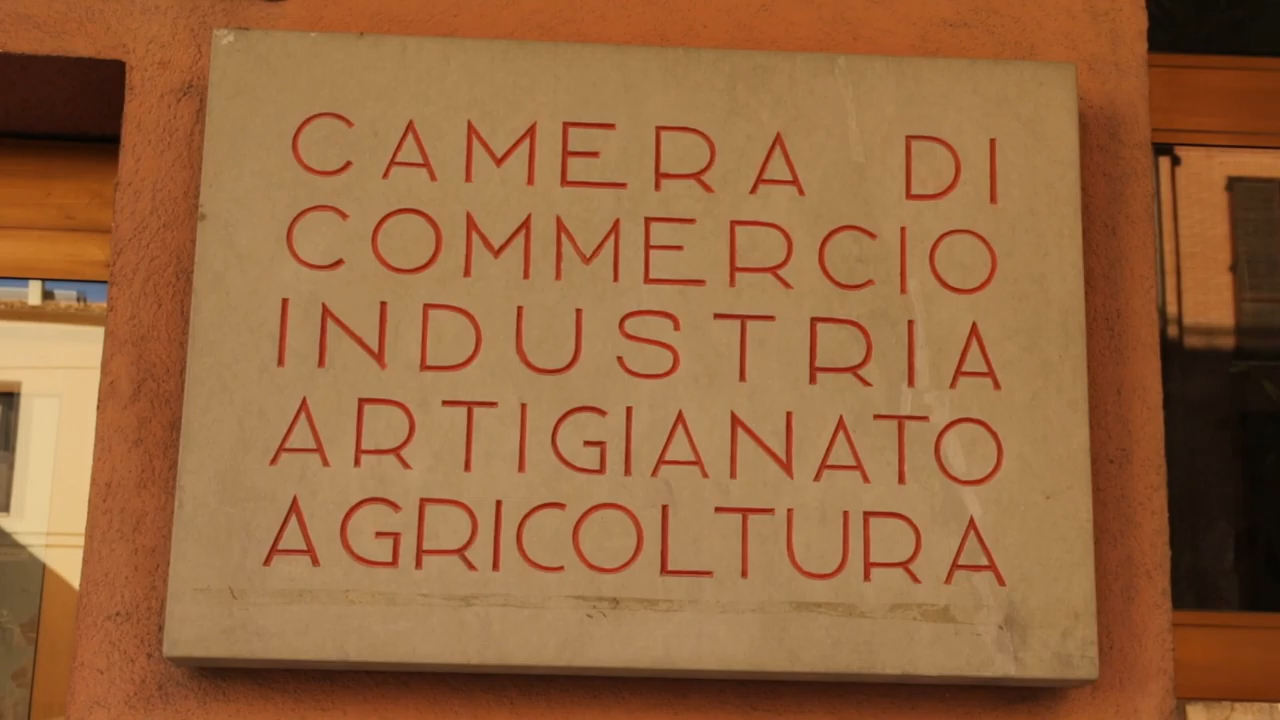 CAMERA DI
COMMERCIO
INDUSTRIA
ARTIGIANATO
AGRICOLTURA